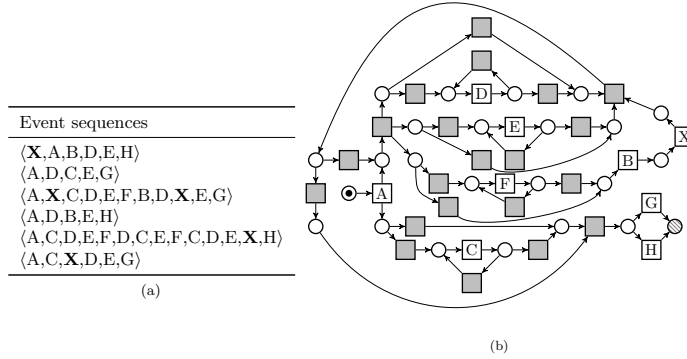 Event sequences
⟨X,A,B,D,E,H⟩
⟨A,D,C,E,G⟩
⟨A,X,C,D,E,F,B,D,X,E,G⟩
⟨A,D,B,E,H⟩
⟨A,C,D,E,F,D,C,E,F,C,D,E,X,H⟩
⟨A,C,X,D,E,G⟩
(a)
D
E
X
B
F
A
G
C
H
(b)